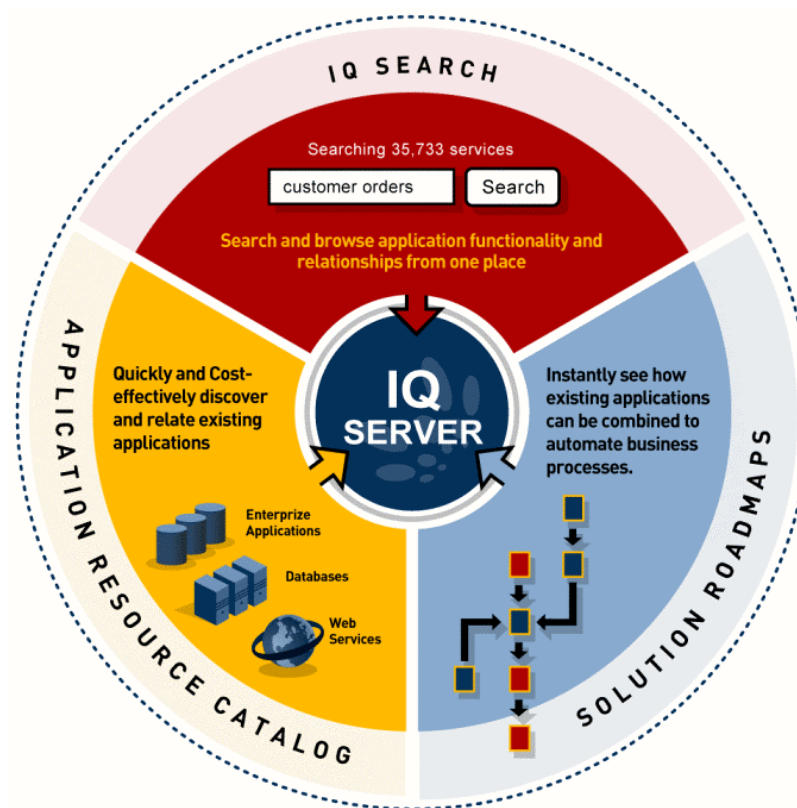 IQ SEARCH
Searching 35,733 services
customer orders
Search
Search and browse application functionality and
relationships from one place
APPLICATION RESOURCE CATALOG
Quickly and Cost-
effectively discover
and relate existing
applications
Enterprize
Applications
Databases
Web
Services
IQ
SERVER
Instantly see how
existing applications
can be combined to
automate business
processes.
SOLUTION ROADMAPS